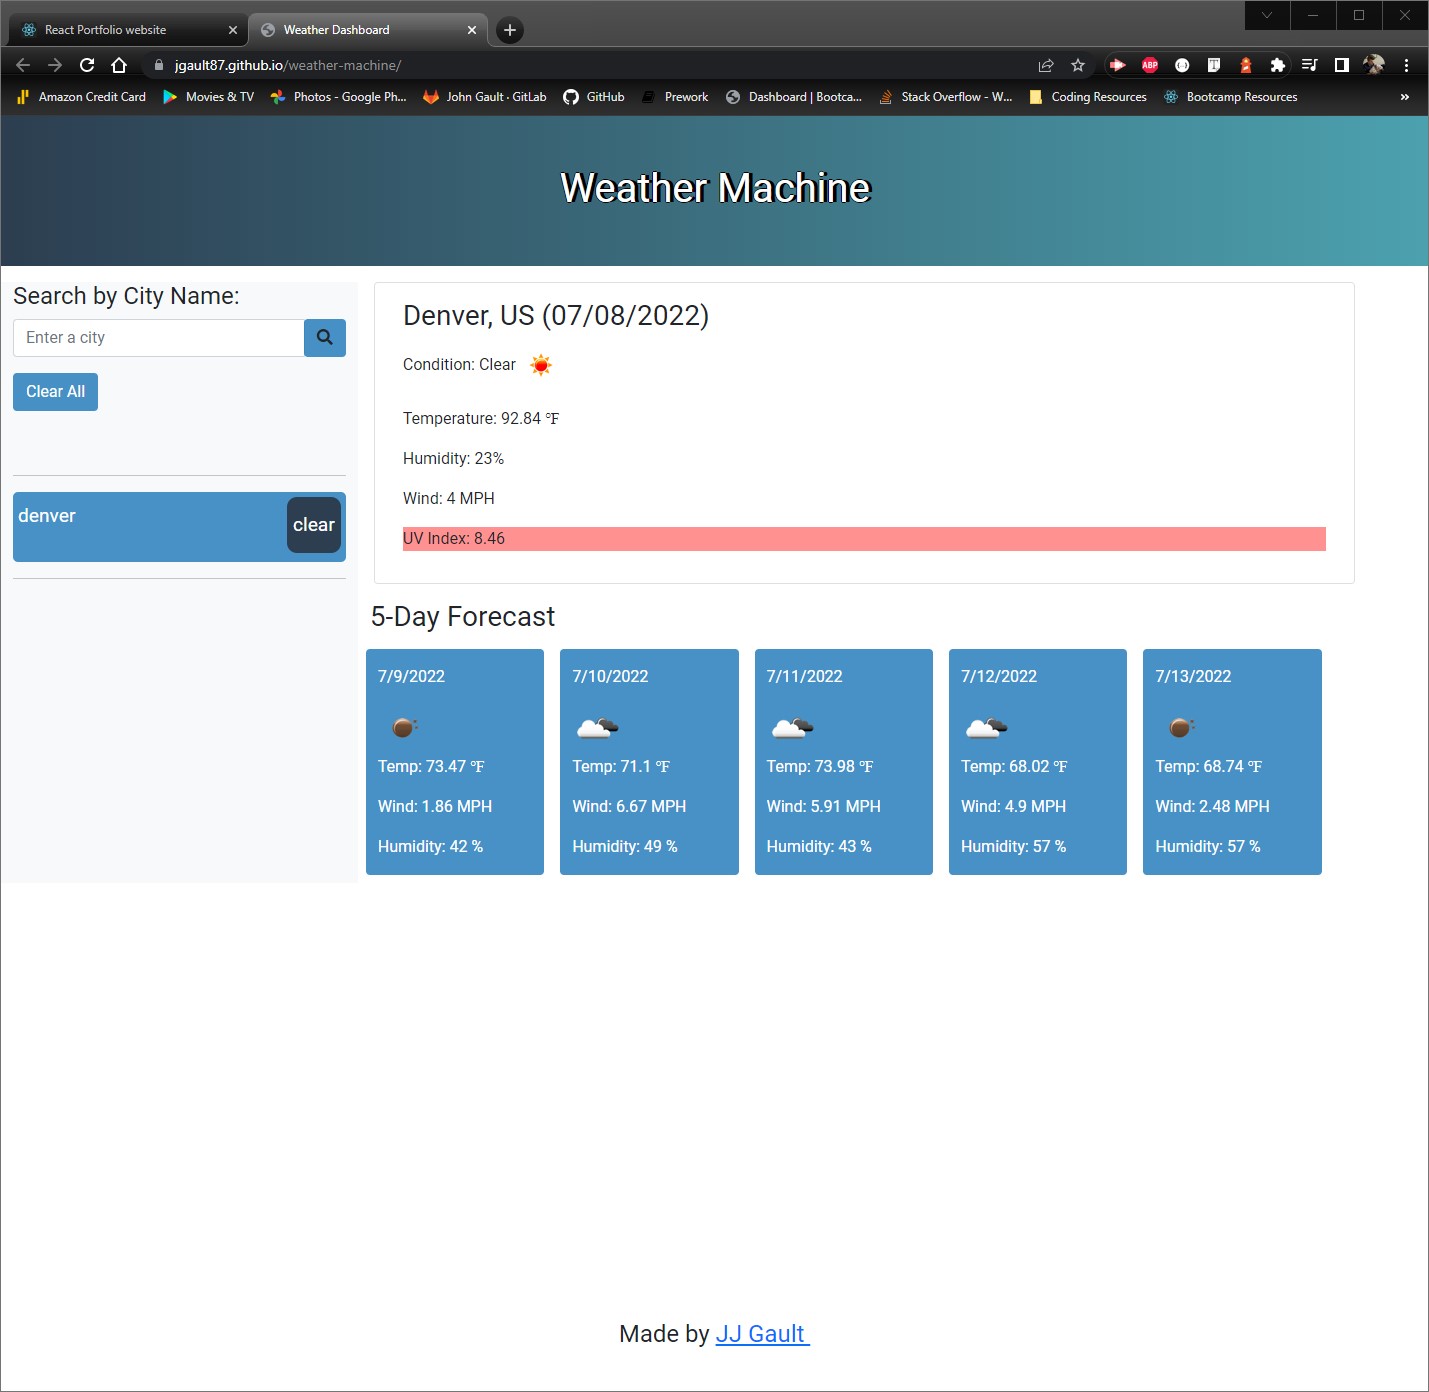 React Portfolio website
Weather Dashboard
jgault87.github.io/weather-machine/
ABP
Amazon Credit Card
Movies & TV
Photos - Google Ph...
John Gault · GitLab
GitHub
Prework
Dashboard | Bootca...
Stack Overflow - W...
Coding Resources
Bootcamp Resources
»
Weather Machine
Search by City Name:
Enter a city
Clear All
denver
clear
Denver, US (07/08/2022)
Condition: Clear
Temperature: 92.84 °F
Humidity: 23%
Wind: 4 MPH
UV Index: 8.46
5-Day Forecast
7/9/2022
Temp: 73.47 °F
Wind: 1.86 MPH
Humidity: 42 %
7/10/2022
Temp: 71.1 °F
Wind: 6.67 MPH
Humidity: 49 %
7/11/2022
Temp: 73.98 °F
Wind: 5.91 MPH
Humidity: 43 %
7/12/2022
Temp: 68.02 °F
Wind: 4.9 MPH
Humidity: 57 %
7/13/2022
Temp: 68.74 °F
Wind: 2.48 MPH
Humidity: 57 %
Made by JJ Gault